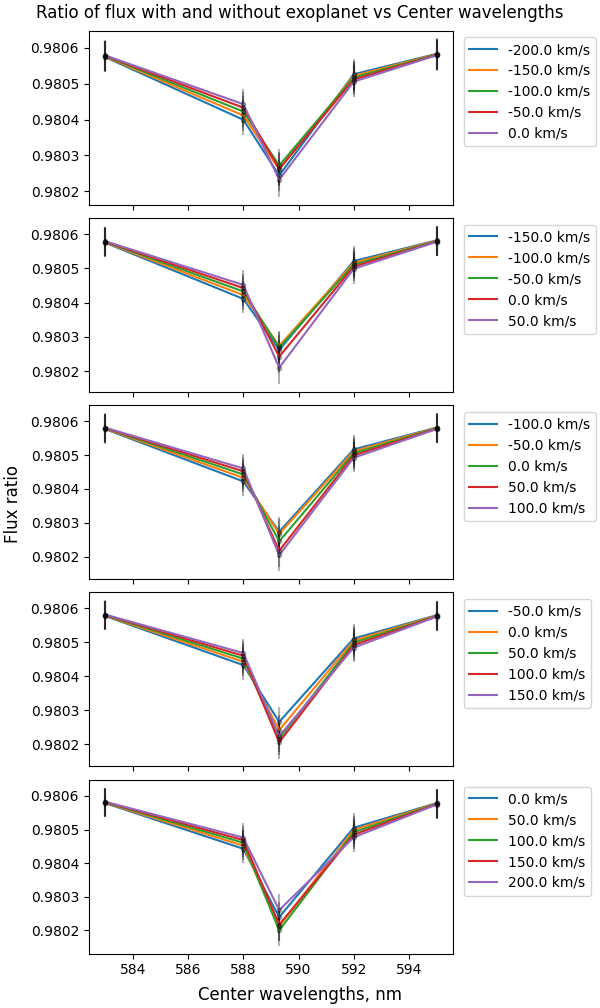 Ratio of flux with and without exoplanet vs Center wavelengths
0.9806
0.9805
0.9804
0.9803
0.9802
-200.0 km/s
-150.0 km/s
-100.0 km/s
-50.0 km/s
0.0 km/s
0.9806
0.9805
0.9804
0.9803
0.9802
-150.0 km/s
-100.0 km/s
-50.0 km/s
0.0 km/s
50.0 km/s
Flux ratio
0.9806
0.9805
0.9804
0.9803
0.9802
-100.0 km/s
-50.0 km/s
0.0 km/s
50.0 km/s
100.0 km/s
0.9806
0.9805
0.9804
0.9803
0.9802
-50.0 km/s
0.0 km/s
50.0 km/s
100.0 km/s
150.0 km/s
0.9806
0.9805
0.9804
0.9803
0.9802
0.0 km/s
50.0 km/s
100.0 km/s
150.0 km/s
200.0 km/s
584 586 588 590 592 594
Center wavelengths, nm